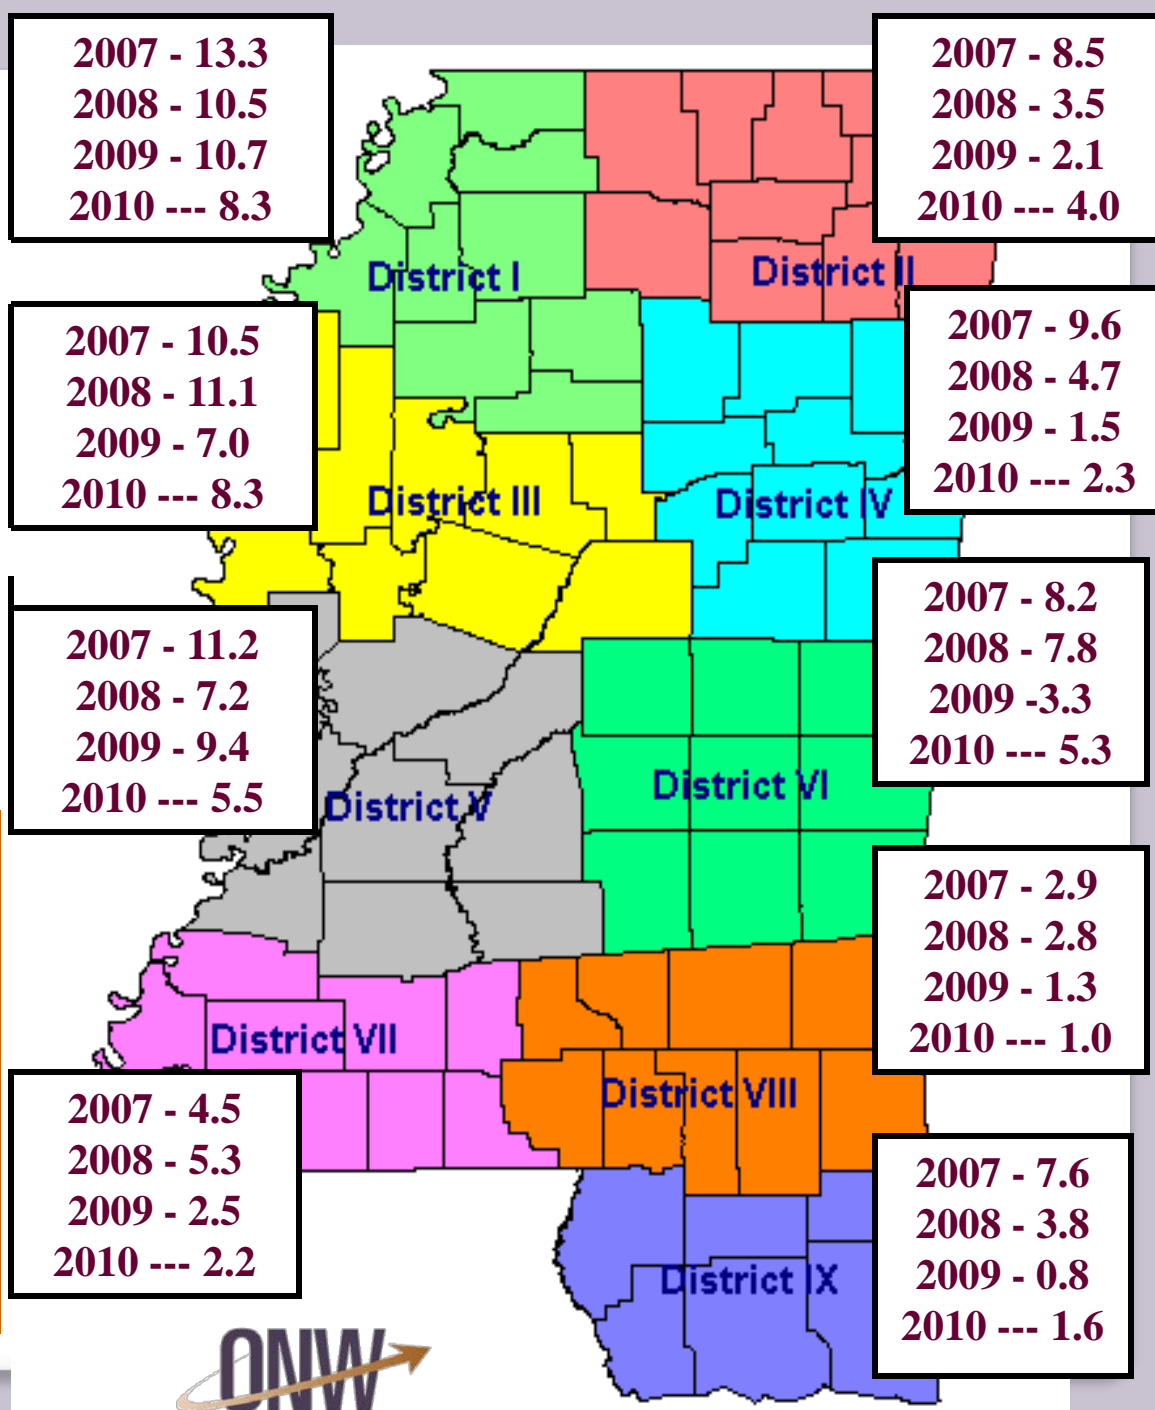 2007 - 13.3
2008 - 10.5
2009 - 10.7
2010 --- 8.3
2007 - 8.5
2008 - 3.5
2009 - 2.1
2010 --- 4.0
District I
District II
2007 - 10.5
2008 - 11.1
2009 - 7.0
2010 --- 8.3
2007 - 9.6
2008 - 4.7
2009 - 1.5
2010 --- 2.3
District III
District IV
2007 - 11.2
2008 - 7.2
2009 - 9.4
2010 --- 5.5
2007 - 8.2
2008 - 7.8
2009 -3.3
2010 --- 5.3
District V
District VI
2007 - 2.9
2008 - 2.8
2009 - 1.3
2010 --- 1.0
District VII
District VIII
2007 - 4.5
2008 - 5.3
2009 - 2.5
2010 --- 2.2
2007 - 7.6
2008 - 3.8
2009 - 0.8
2010 --- 1.6
District IX
ONW